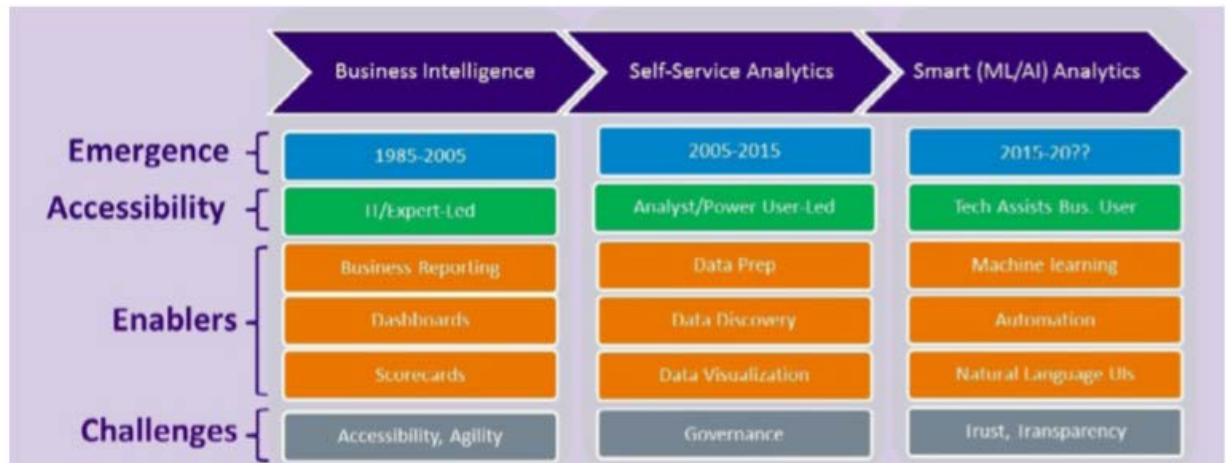 Business Intelligence
Self-Service Analytics
Smart (ML/AI) Analytics
Emergence
1985-2005
2005-2015
2015-20??
Accessibility
IT/Expert-Led
Analyst/Power User-Led
Tech Assists Bus. User
Enablers
Business Reporting
Data Prep
Machine learning
Dashboards
Data Discovery
Automation
Scorecards
Data Visualization
Natural Language UIs
Challenges
Accessibility, Agility
Governance
Trust, Transparency